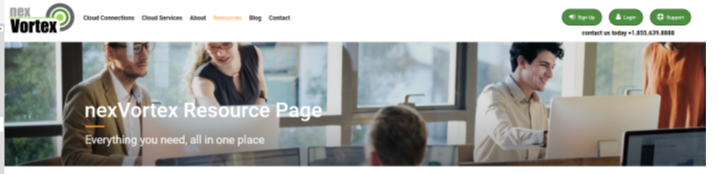 nex
Vortex
Cloud Connections Cloud Services About Resources Blog Contact
Sign Up Login Support
contact us today +1.855.639.8888
nexVortex Resource Page
Everything you need, all in one place